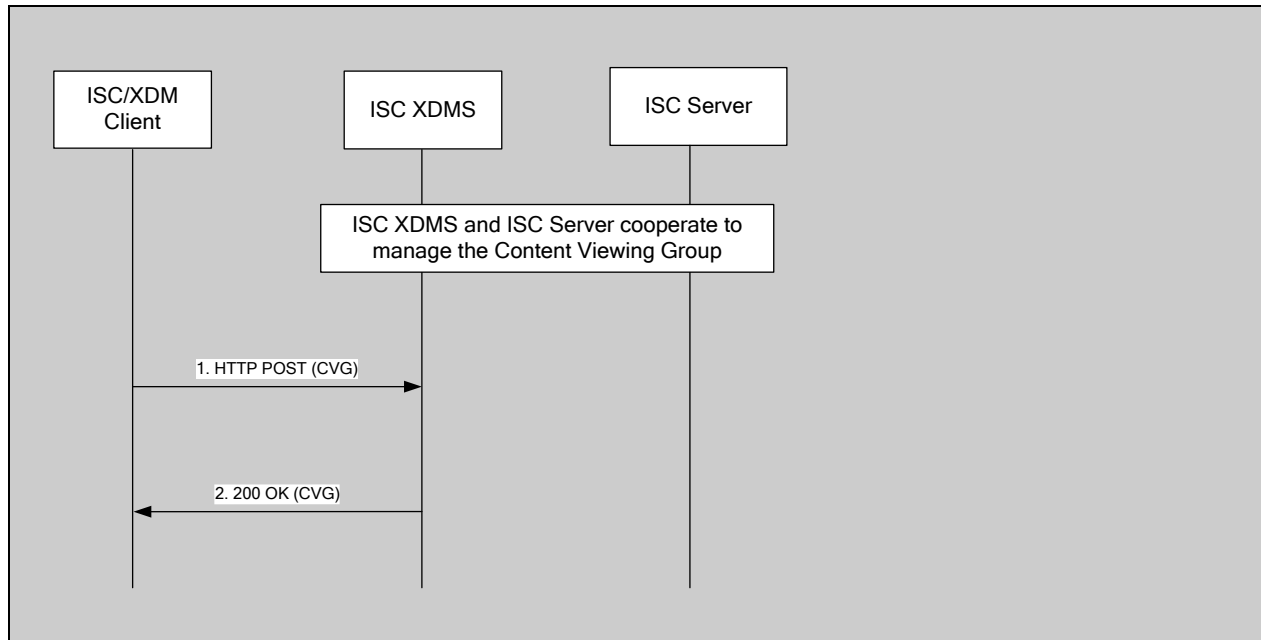 ISC/XDM
Client
ISC XDMS
ISC Server
ISC XDMS and ISC Server cooperate to
manage the Content Viewing Group
1. HTTP POST (CVG)
2. 200 OK (CVG)